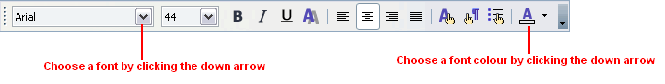 Arial 44 B I U A A ¶ A
Choose a font by clicking the down arrow
Choose a font colour by clicking the down arrow